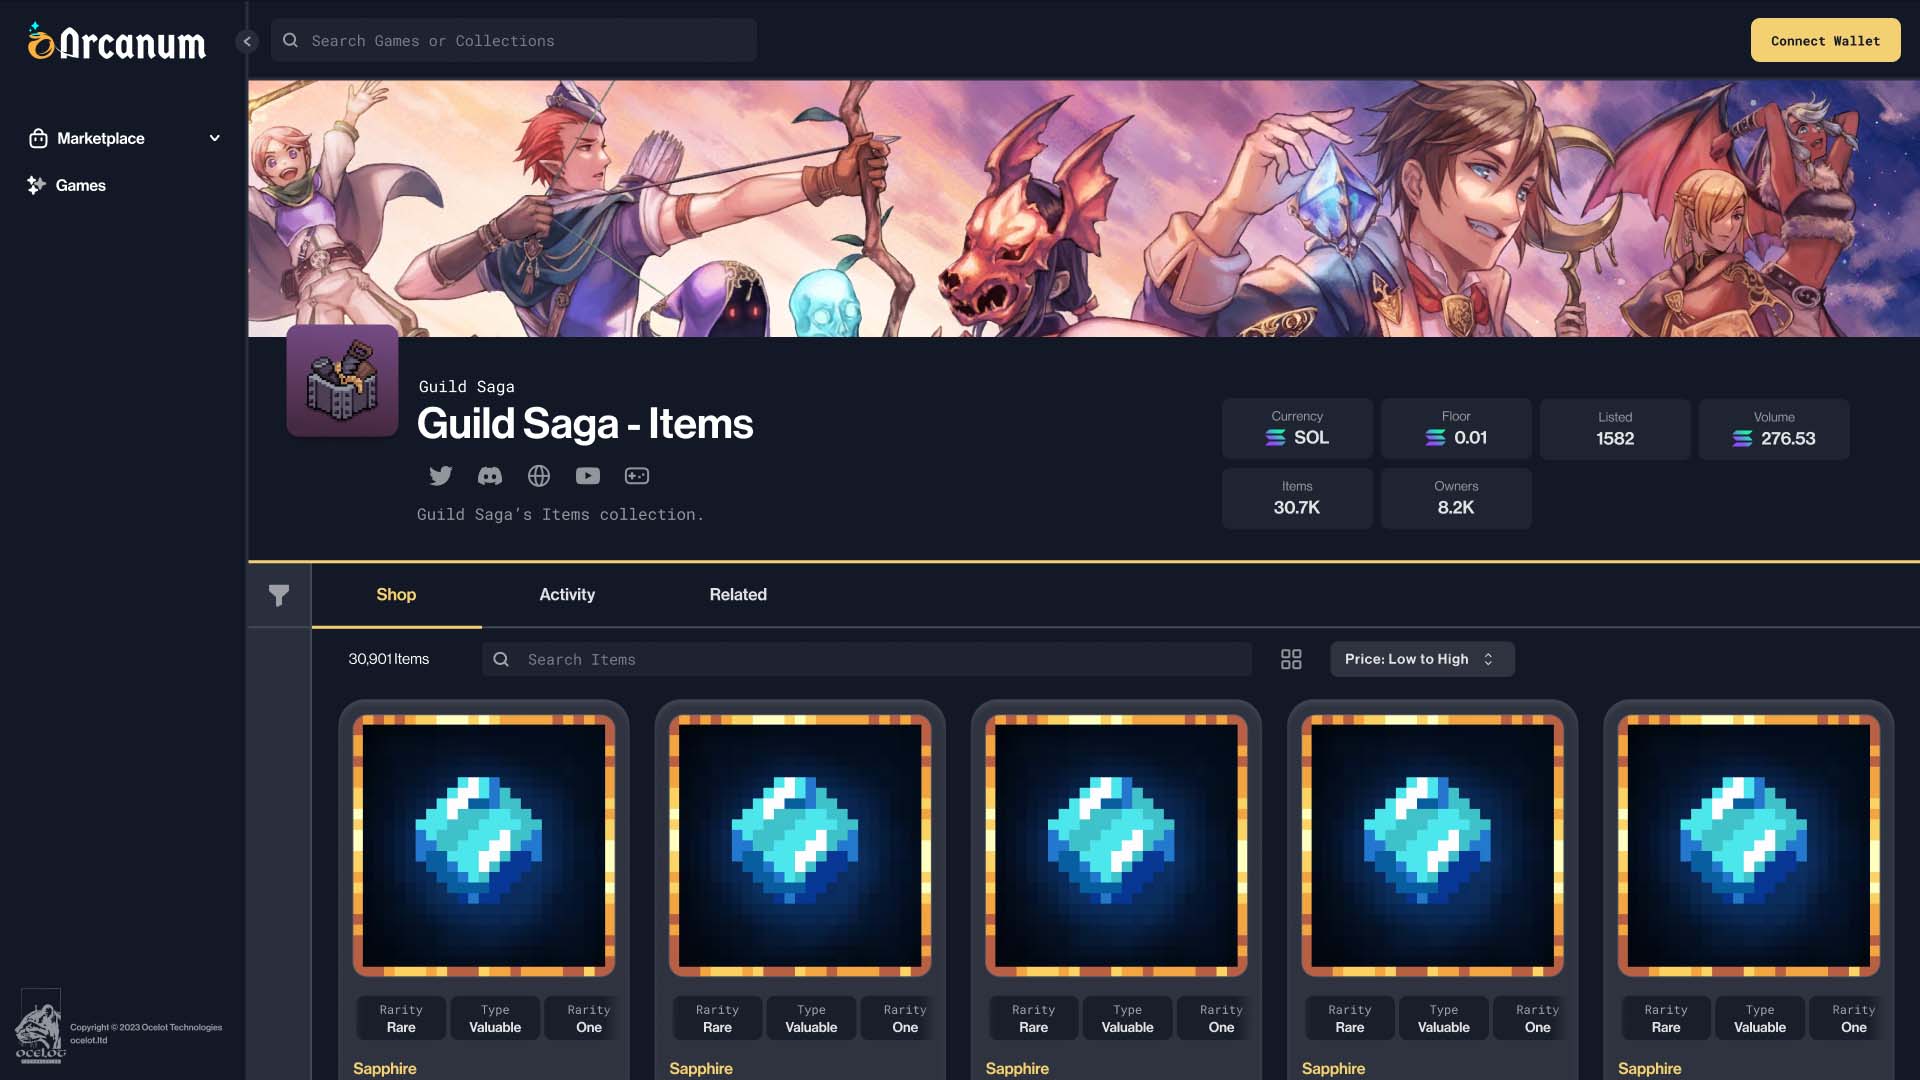 Arcanum
Search Games or Collections
Connect Wallet
Marketplace
Games
Guild Saga
Guild Saga - Items
Guild Saga's Items collection.
Currency
SOL
Floor
0.01
Listed
1582
Volume
276.53
Items
30.7K
Owners
8.2K
Shop
Activity
Related
30,901 Items
Search Items
Price: Low to High
Rarity
Rare
Type
Valuable
Rarity
One
Sapphire
Rarity
Rare
Type
Valuable
Rarity
One
Sapphire
Rarity
Rare
Type
Valuable
Rarity
One
Sapphire
Rarity
Rare
Type
Valuable
Rarity
One
Sapphire
Rarity
Rare
Type
Valuable
Rarity
One
Sapphire
OCELOT
Copyright © 2023 Ocelot Technologies
ocelot.ltd